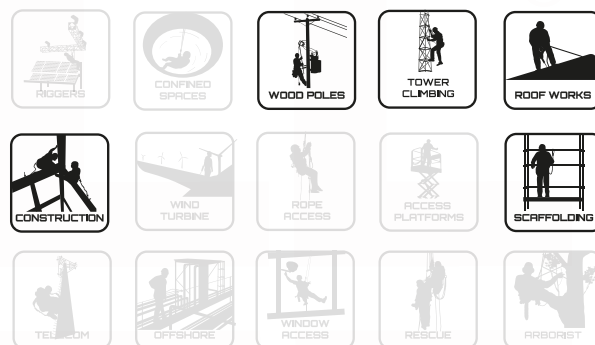 RIGGERS
CONFINED
SPACES
WOOD POLES
TOWER
CLIMBING
ROOF WORKS
CONSTRUCTION
WIND
TURBINE
ROPE
ACCESS
ACCESS
PLATFORMS
SCAFFOLDING
TELECOM
OFFSHORE
WINDOW
ACCESS
RESCUE
ARBORIST